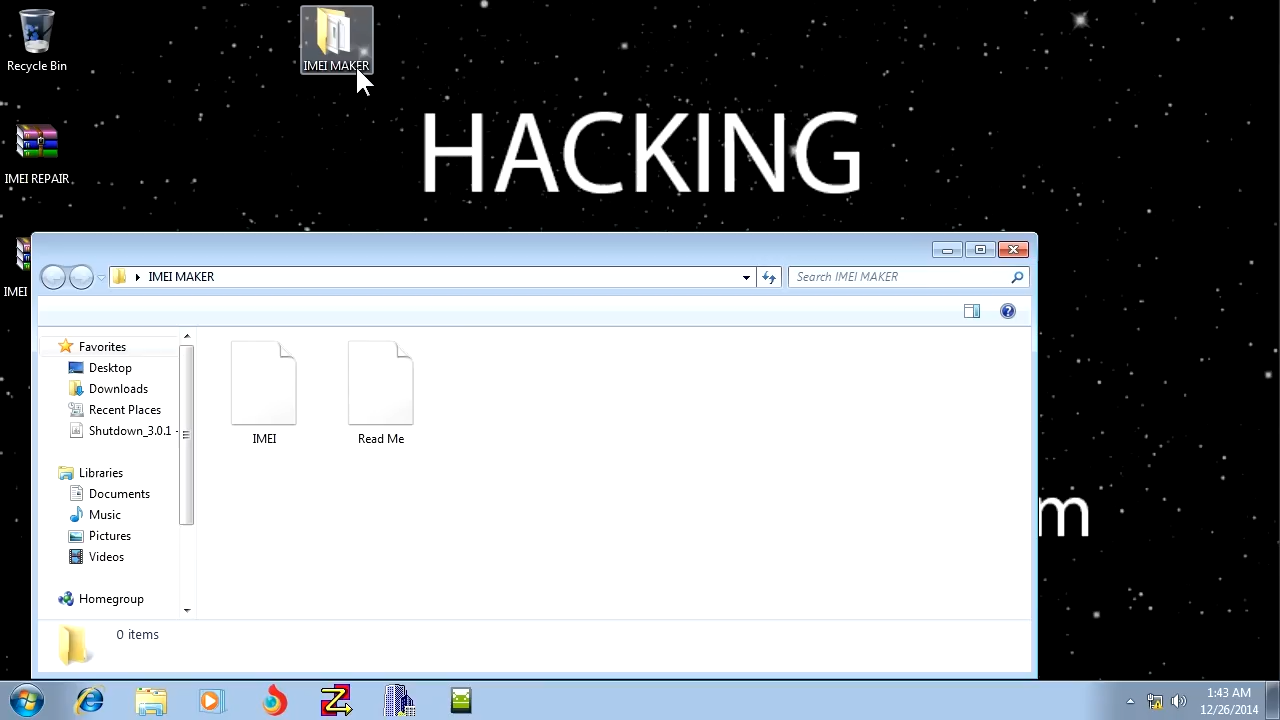 Recycle Bin
IMEI MAKER
HACKING
IMEI REPAIR
IMEI
IMEI MAKER
Search IMEI MAKER
Favorites
Desktop
Downloads
Recent Places
Shutdown_3.0.1 -
Libraries
Documents
Music
Pictures
Videos
Homegroup
IMEI
Read Me
m
0 items
1:43 AM
12/26/2014